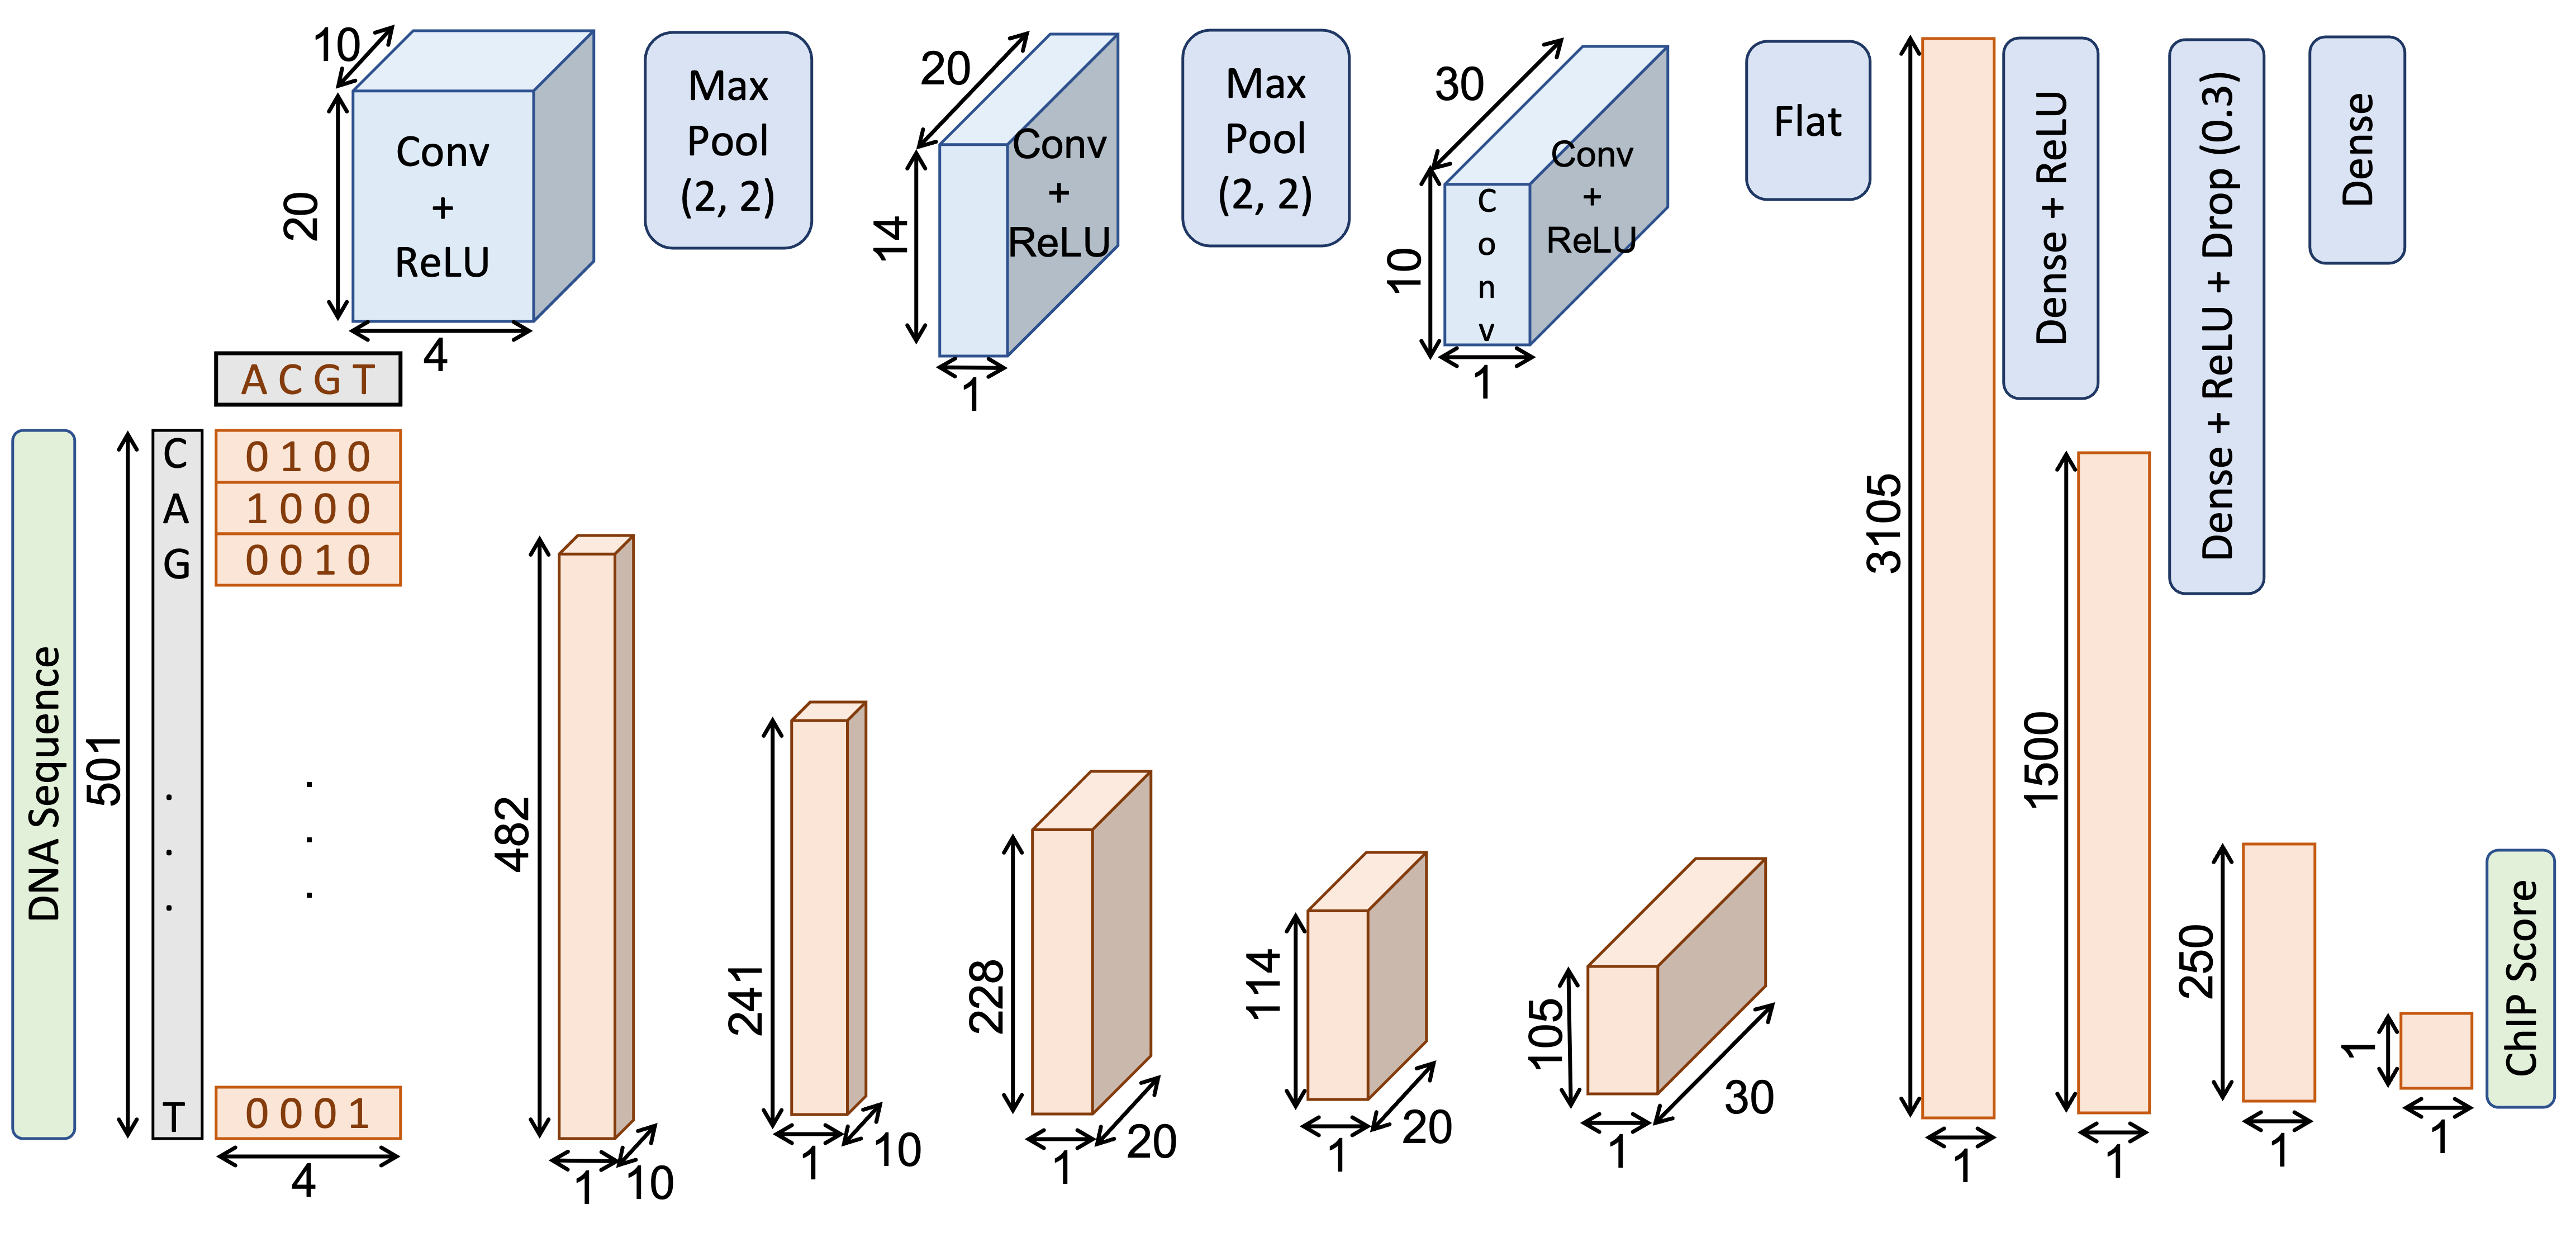 10
20
Conv
+
ReLU
4
Max
Pool
(2, 2)
20
14
Conv
+
ReLU
1
Max
Pool
(2, 2)
30
10
C
o
n
v
Conv
+
ReLU
1
Flat
3105
1
Dense + ReLU
1500
1
Dense + ReLU + Drop (0.3)
250
1
Dense
1
1
ChIP Score
DNA Sequence
501
A C G T
C
0 1 0 0
A
1 0 0 0
G
0 0 1 0
.
.
.
.
.
.
T
0 0 0 1
4
482
1
10
241
1
10
228
1
20
114
1
20
105
1
30